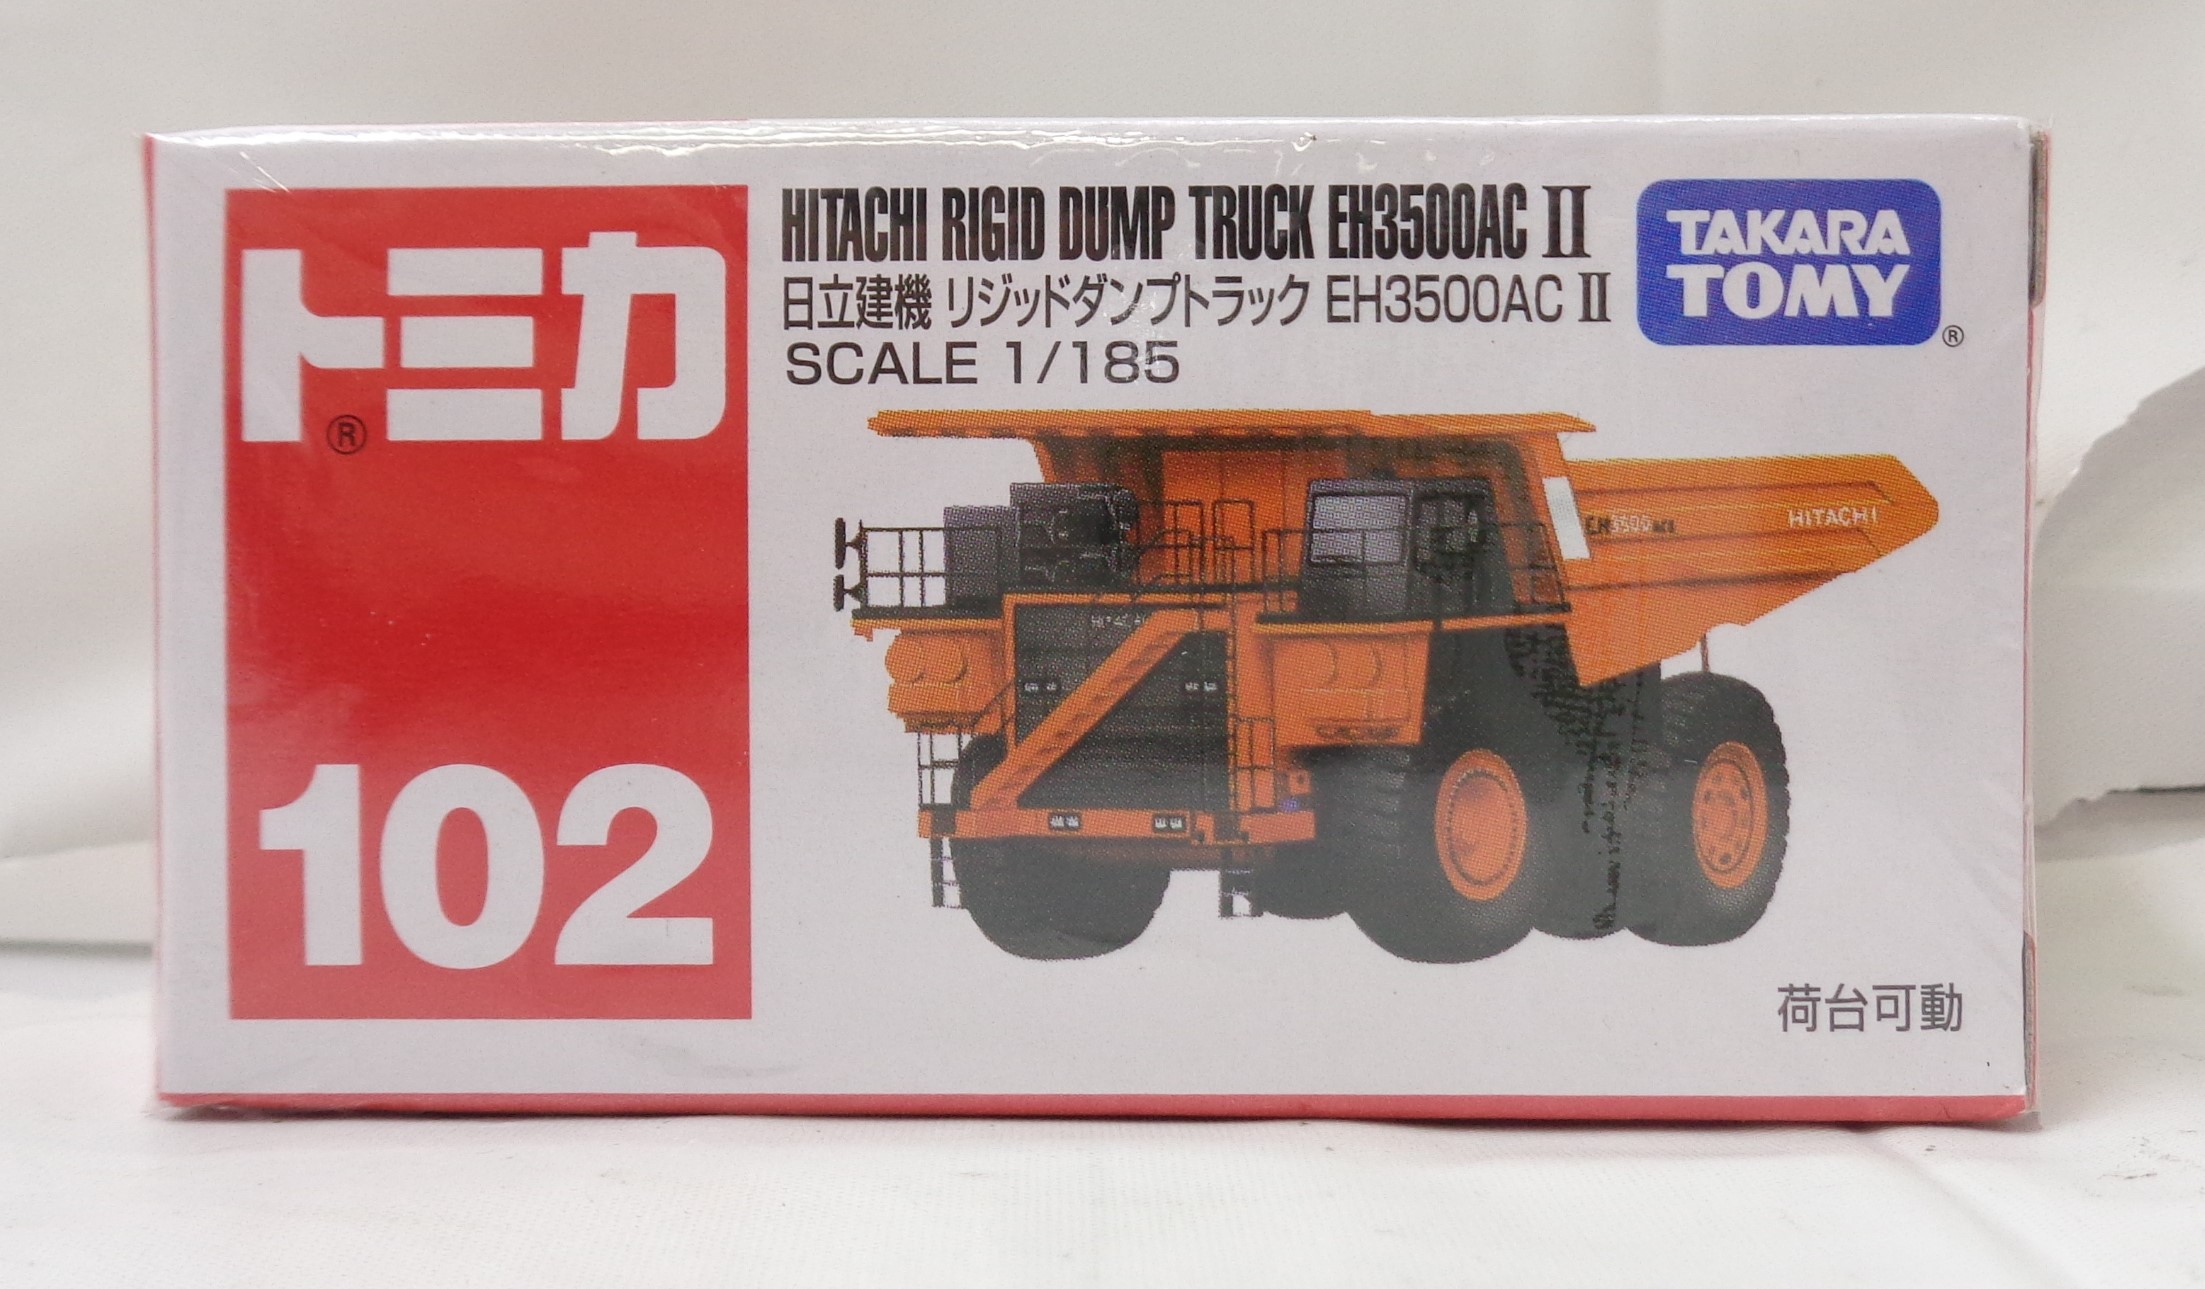 トミカ
®
102
HITACHI RIGID DUMP TRUCK EH3500AC II
日立建機 リジッドダンプトラック EH3500AC II
SCALE 1/185
TAKARA
TOMY
®
HITACHI
荷台可動